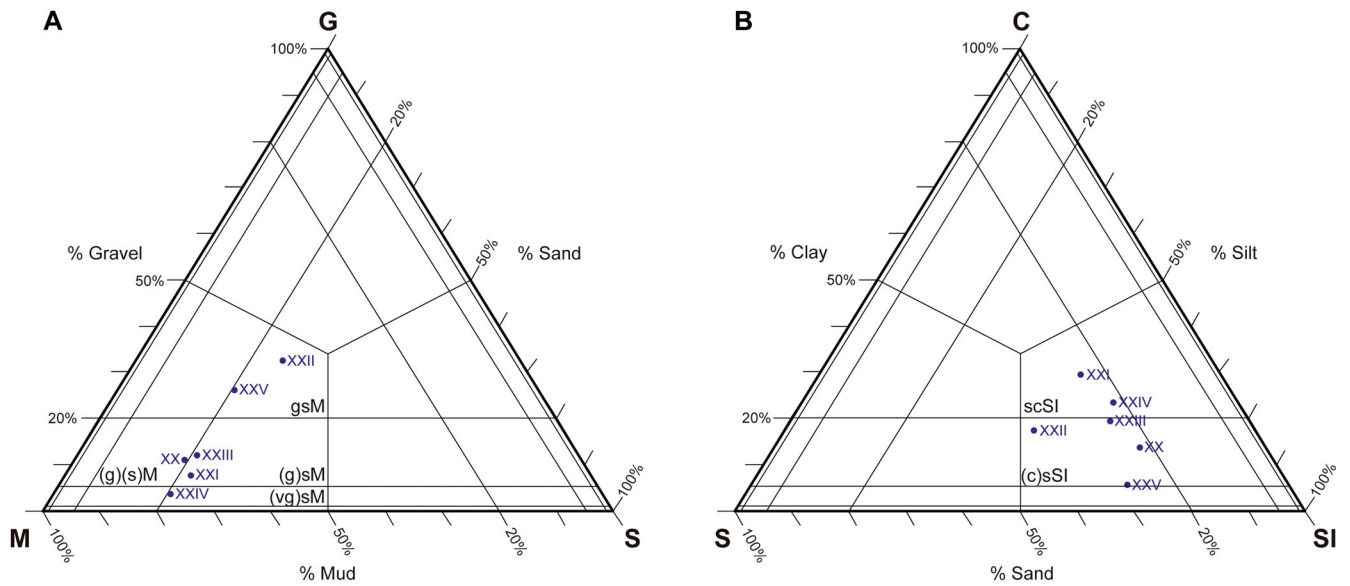 A
G
100%
20%
% Gravel
50%
% Sand
50%
XXII
XXV
gsM
20%
XX
XXIII
(g)(s)M
XXI
(g)sM
XXIV
(vg)sM
100%
M
100%
50%
20%
S
% Mud
B
C
100%
20%
% Clay
50%
% Silt
50%
XXI
XXIV
scSI
20%
XXIII
XXII
XX
(c)sSI
XXV
100%
S
100%
50%
20%
SI
% Sand